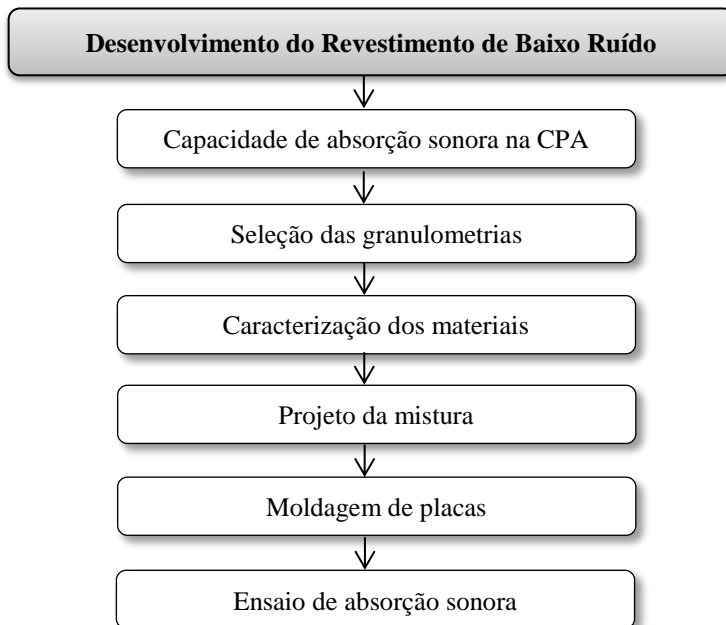 Desenvolvimento do Revestimento de Baixo Ruído
Capacidade de absorção sonora na CPA
Seleção das granulometrias
Caracterização dos materiais
Projeto da mistura
Moldagem de placas
Ensaio de absorção sonora